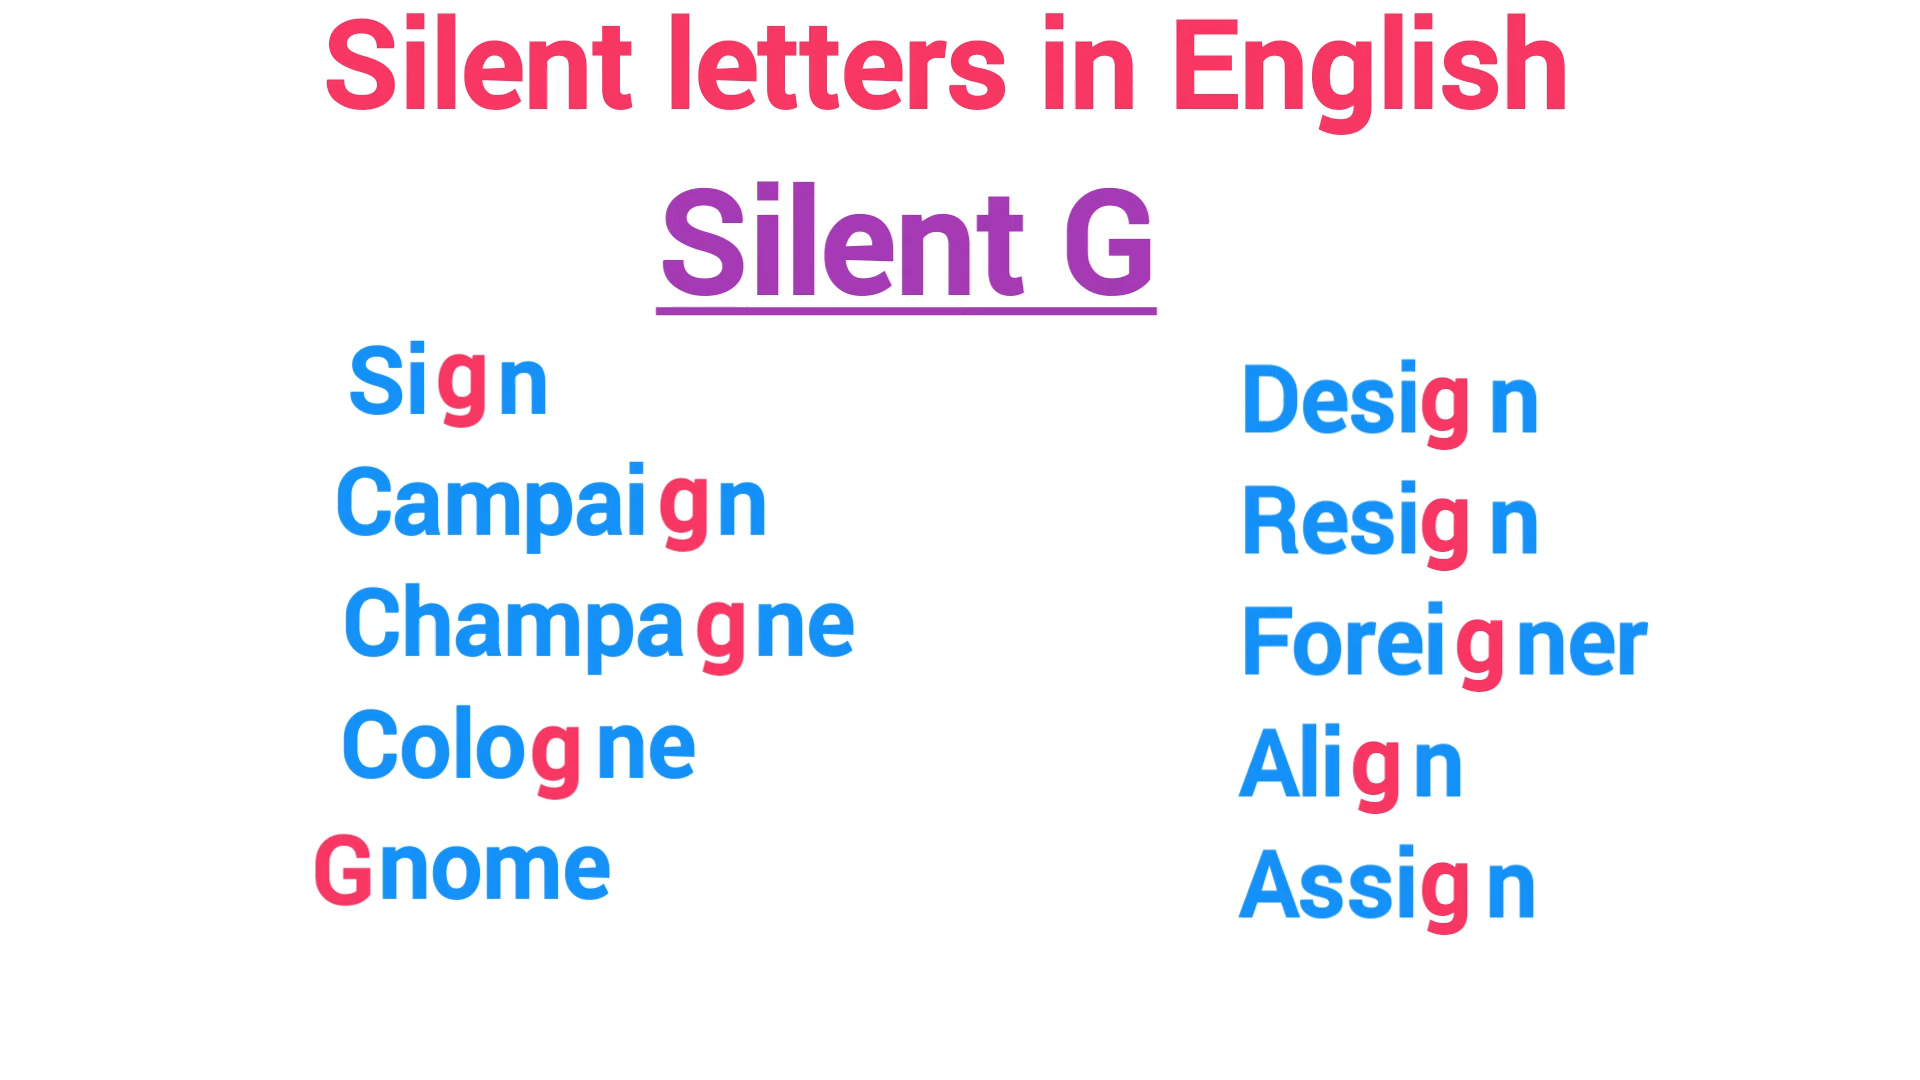 Silent letters in English
Silent G
Sign
Campaign
Champagne
Cologne
Gnome
Design
Resign
Foreigner
Align
Assign